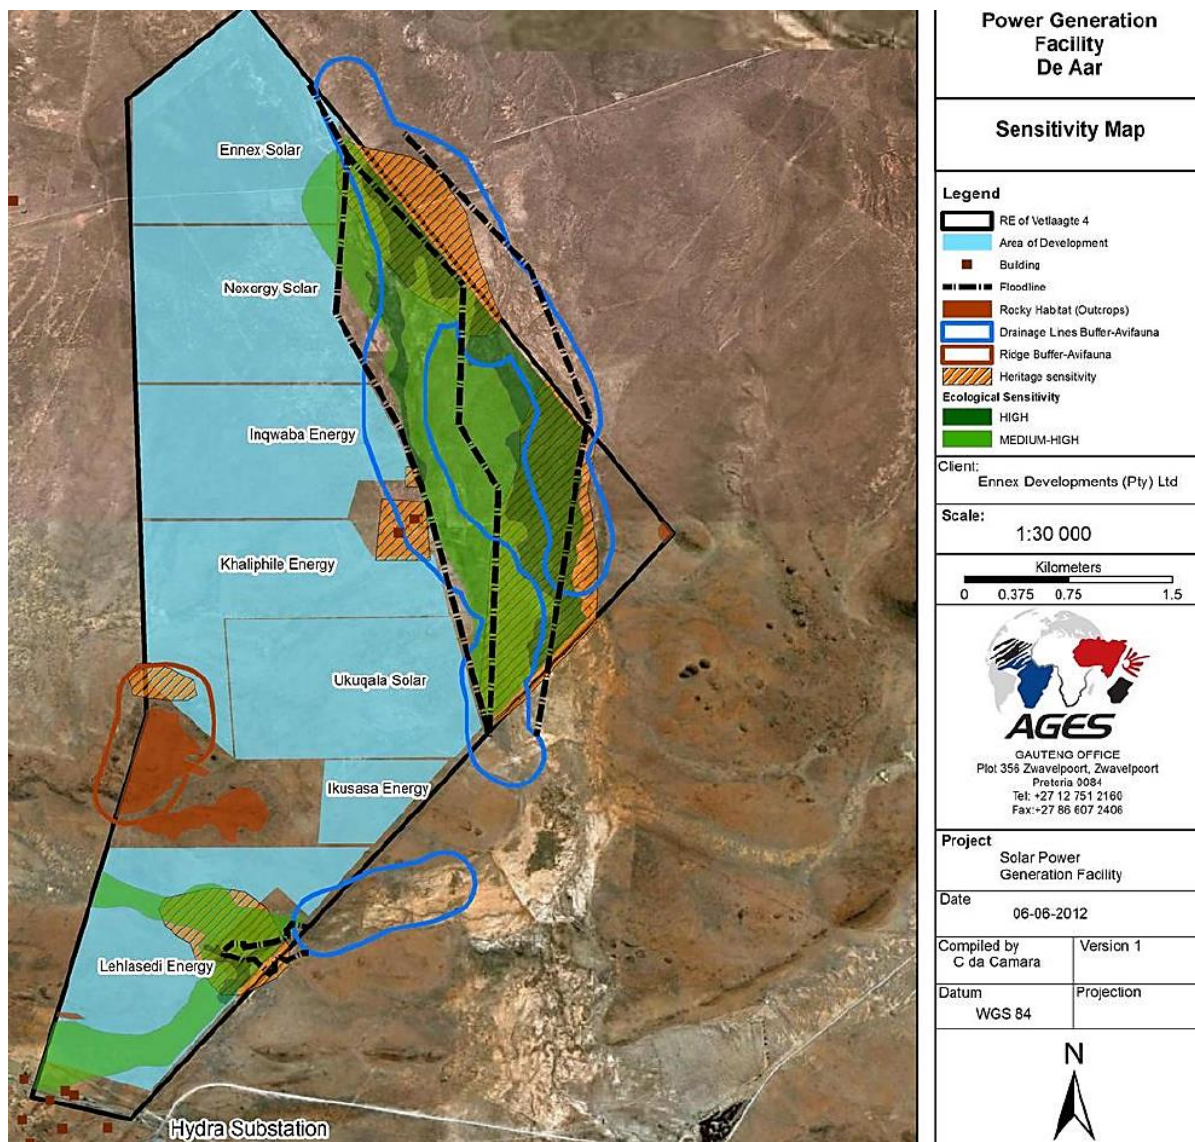 Ennex Solar
Nexergy Solar
Inqwaba Energy
Khaliphile Energy
Ukuqala Solar
Ikusasa Energy
Lehlasedi Energy
Hydra Substation
Power Generation
Facility
De Aar
Sensitivity Map
Legend
RE of Vetlaagte 4
Area of Development
Building
Floodline
Rocky Habitat (Outcrops)
Drainage Lines Buffer-Avifauna
Ridge Buffer-Avifauna
Heritage sensitivity
Ecological Sensitivity
HIGH
MEDIUM-HIGH
Client:
Ennex Developments (Pty) Ltd
Scale:
1:30 000
Kilometers
0 0.375 0.75 1.5
AGES
GAUTENG OFFICE
Plot 356 Zwavelpoort, Zwavelpoort
Pretoria 0084
Tel: +27 12 751 2160
Fax:+27 86 607 2406
Project
Solar Power
Generation Facility
Date
06-06-2012
Compiled by
C da Camara
Version 1
Datum
WGS 84
Projection
N